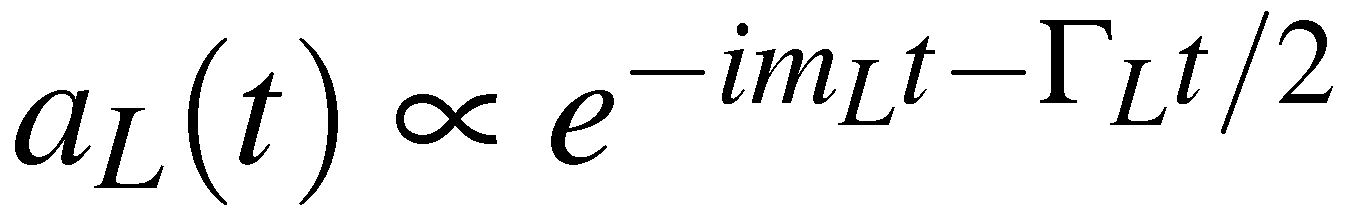 a_L(t) ∝ e^{-im_L t - Γ_L t/2}